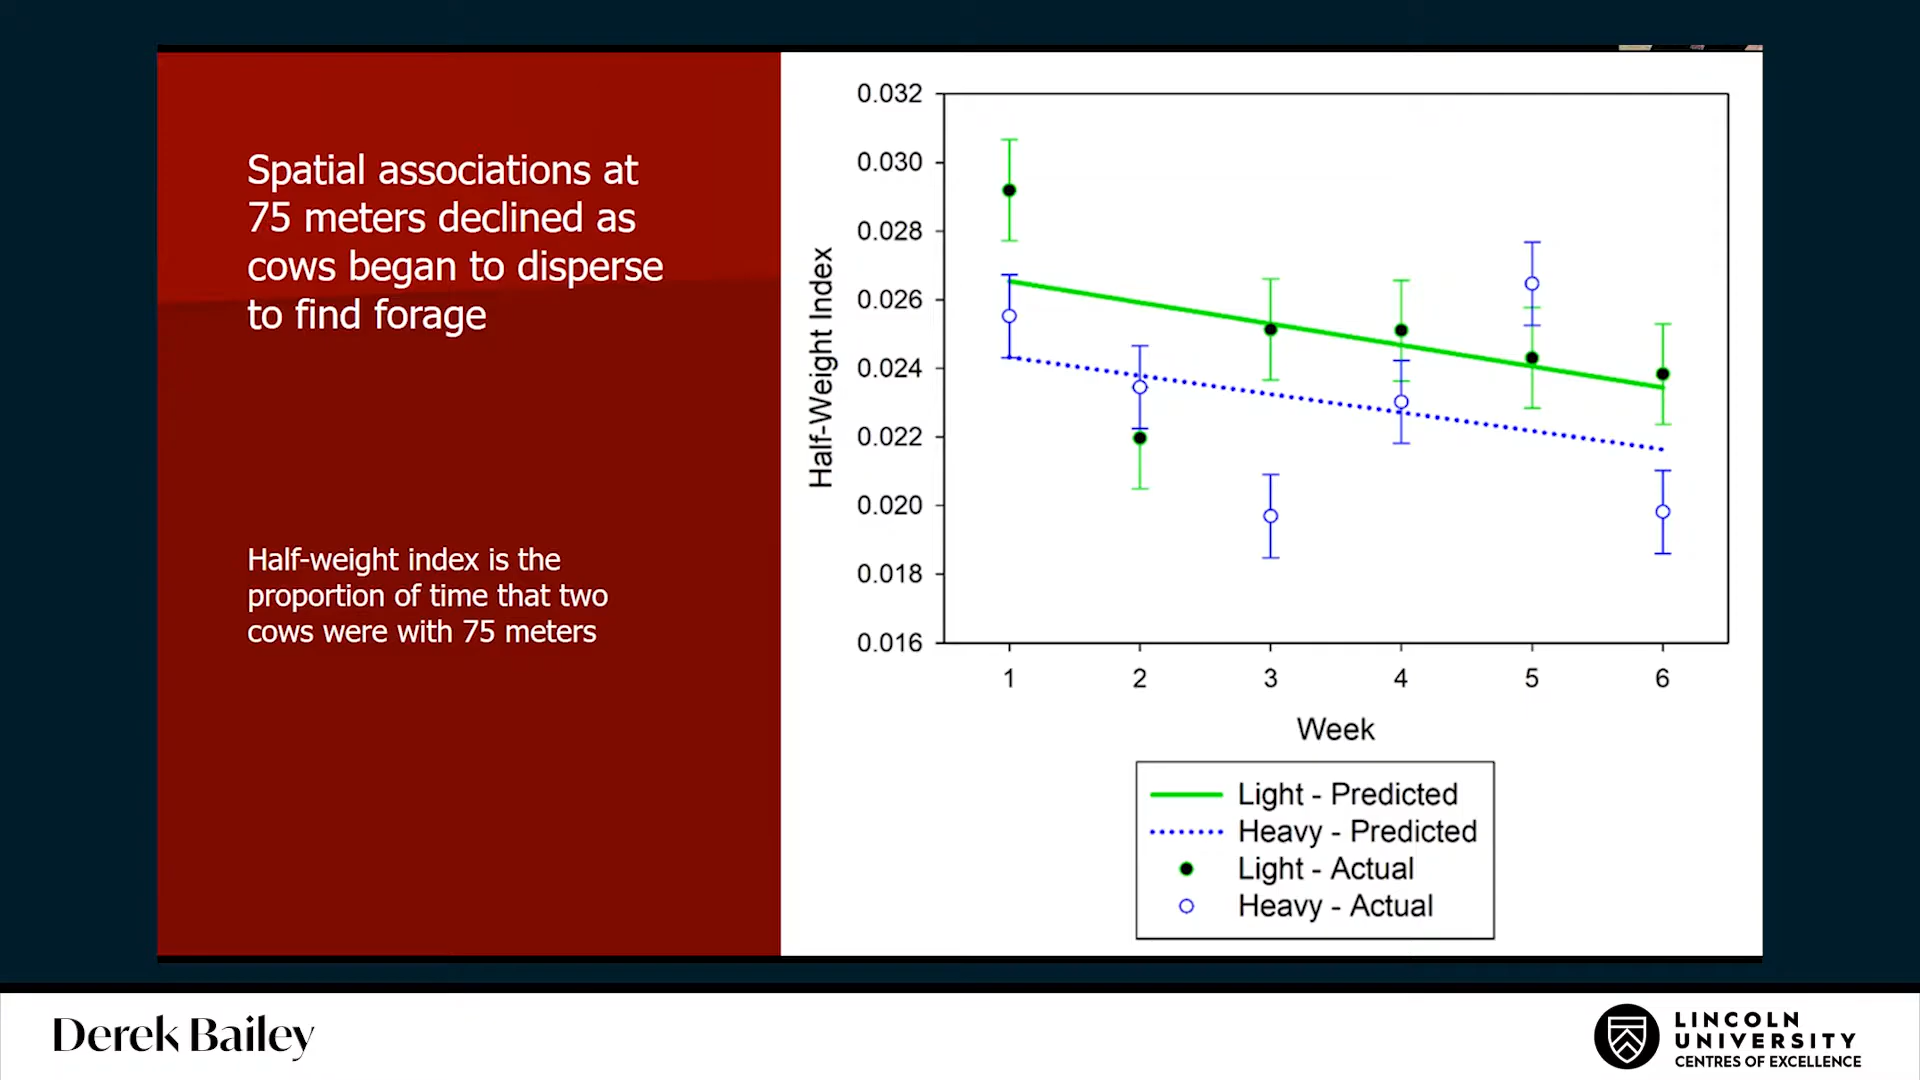 Spatial associations at
75 meters declined as
cows began to disperse
to find forage
Half-weight index is the
proportion of time that two
cows were with 75 meters
Half-Weight Index
0.032
0.030
0.028
0.026
0.024
0.022
0.020
0.018
0.016
1 2 3 4 5 6
Week
Light - Predicted
Heavy - Predicted
Light - Actual
Heavy - Actual
Derek Bailey
LINCOLN
UNIVERSITY
CENTRES OF EXCELLENCE